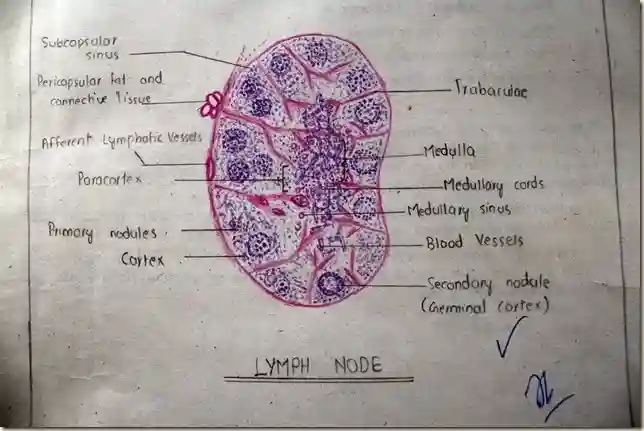 Subcapsular
sinus
Pericapsular Fat and
connective Tissue
Afferent Lymphatic Vessels
Paracortex
Primary nodules
Cortex
Trabarculae
Medulla
Medullary cords
Medullary sinus
Blood Vessels
Secondary nodule
(Germinal cortex)
LYMPH NODE